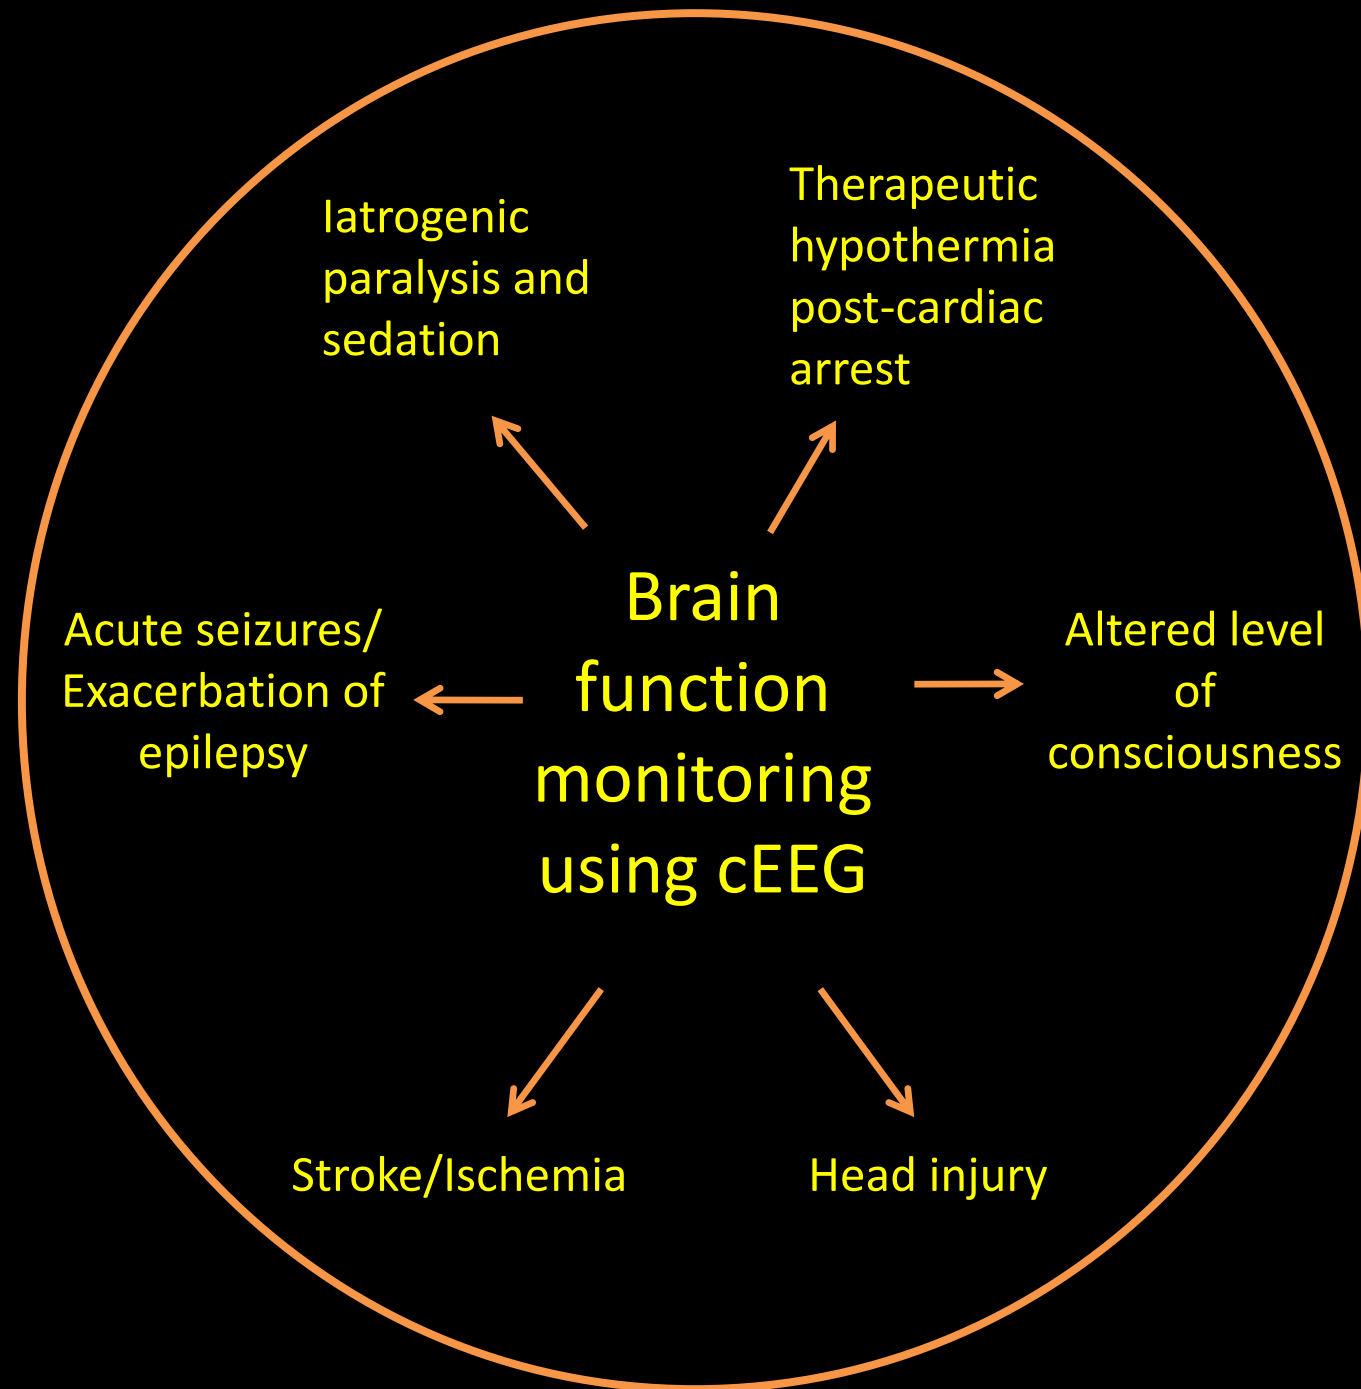 Iatrogenic
paralysis and
sedation
Therapeutic
hypothermia
post-cardiac
arrest
Acute seizures/
Exacerbation of
epilepsy
Brain
function
monitoring
using cEEG
Altered level
of
consciousness
Stroke/Ischemia
Head injury